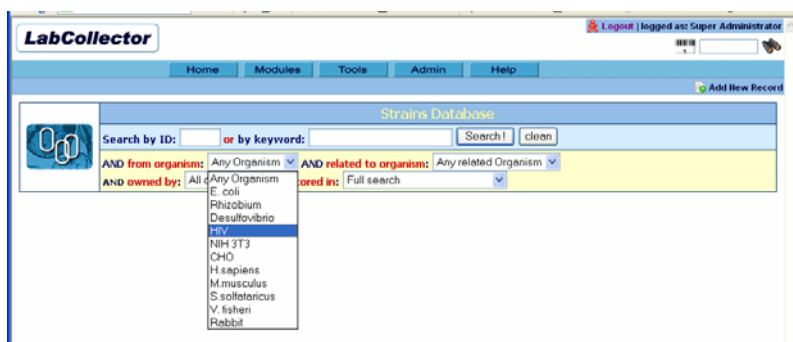 Logout | logged as: Super Administrator
LabCollector
Home Modules Tools Admin Help
Add New Record
Strains Database
Search by ID: or by keyword: Search! clean
AND from organism: Any Organism AND related to organism: Any related Organism
AND owned by: All ored in: Full search
Any Organism
E. coli
Rhizobium
Desulfovibrio
HIV
NIH 3T3
CHO
H.sapiens
M.musculus
S.solfataricus
V. fisheri
Rabbit